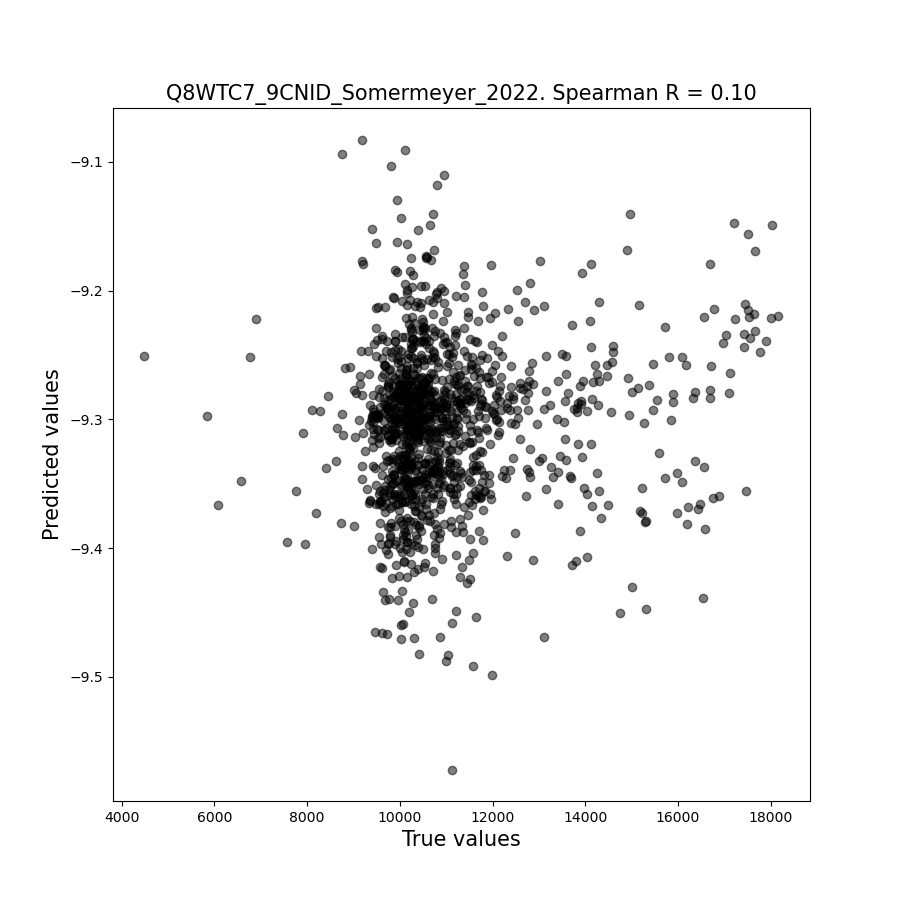 Q8WTC7_9CNID_Somermeyer_2022. Spearman R = 0.10
Predicted values
−9.1
−9.2
−9.3
−9.4
−9.5
4000 6000 8000 10000 12000 14000 16000 18000
True values